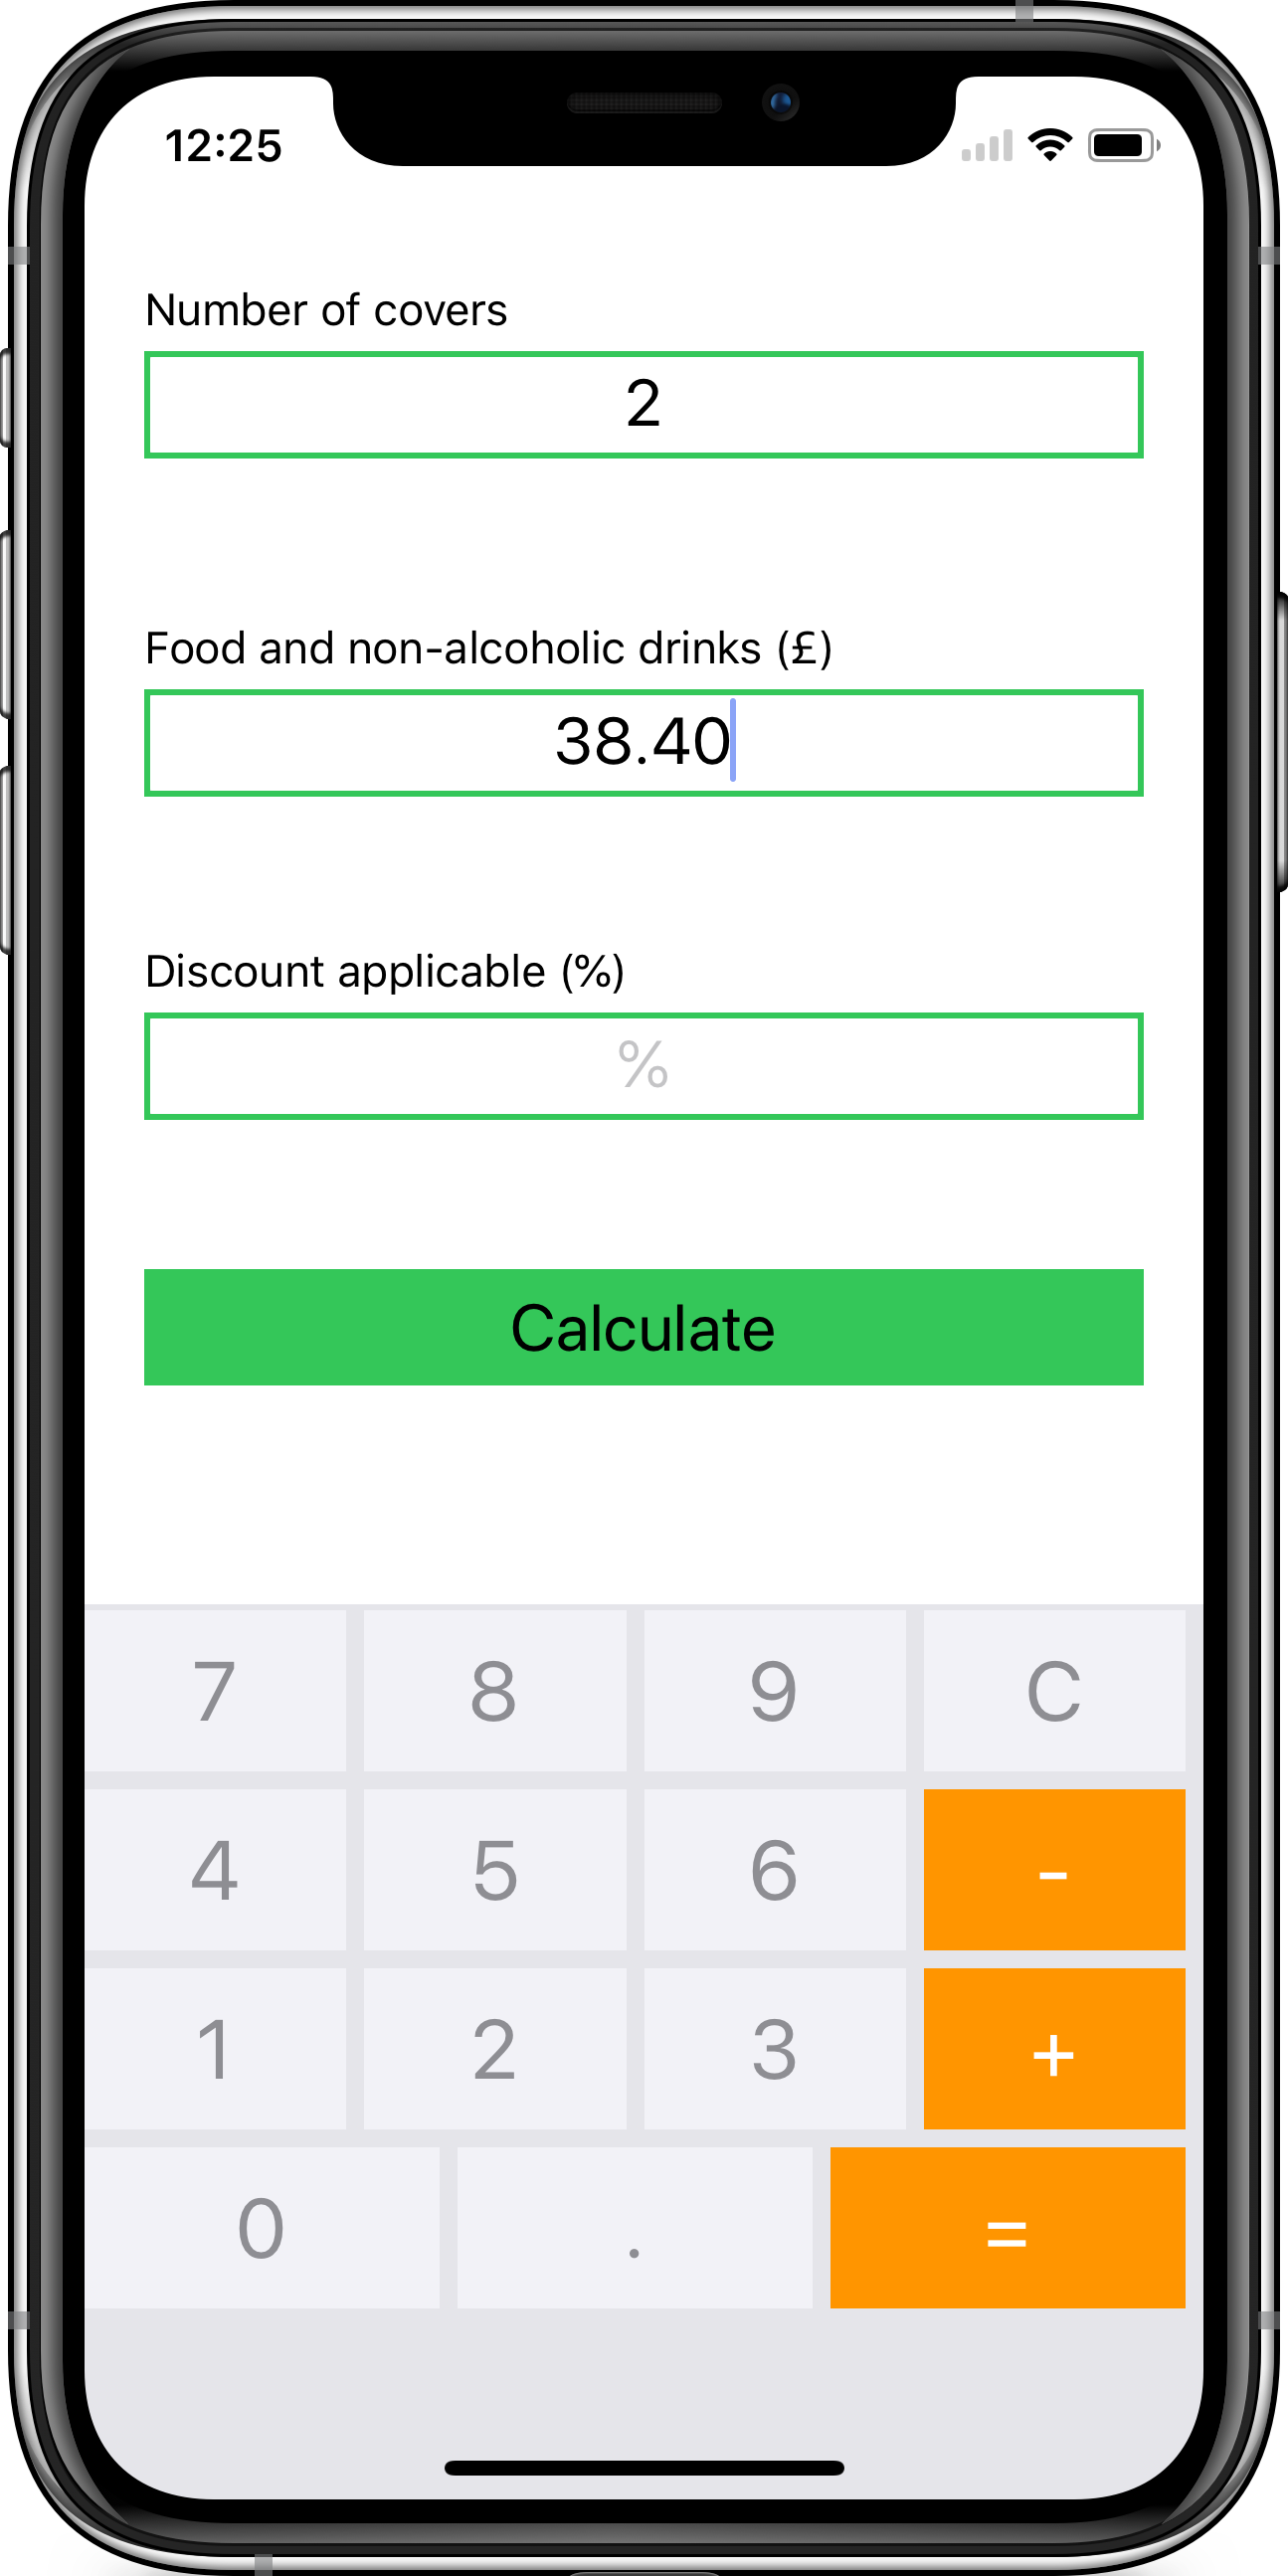 12:25
Number of covers
2
Food and non-alcoholic drinks (£)
38.40
Discount applicable (%)
%
Calculate
7 8 9 C
4 5 6 -
1 2 3 +
0 . =